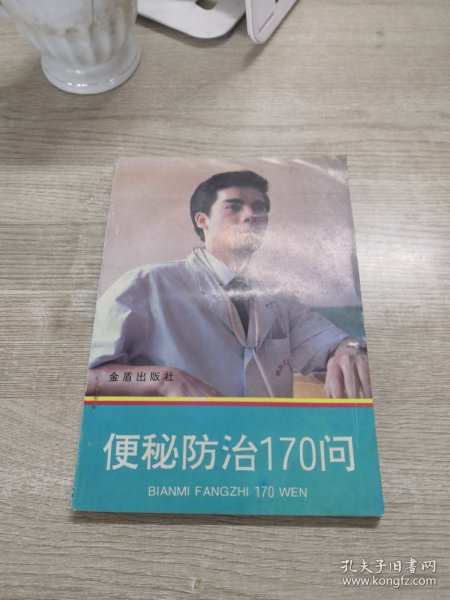 金盾出版社
便秘防治170问
BIANMI FANGZHI 170 WEN
孔夫子旧书网
www.kongfz.com